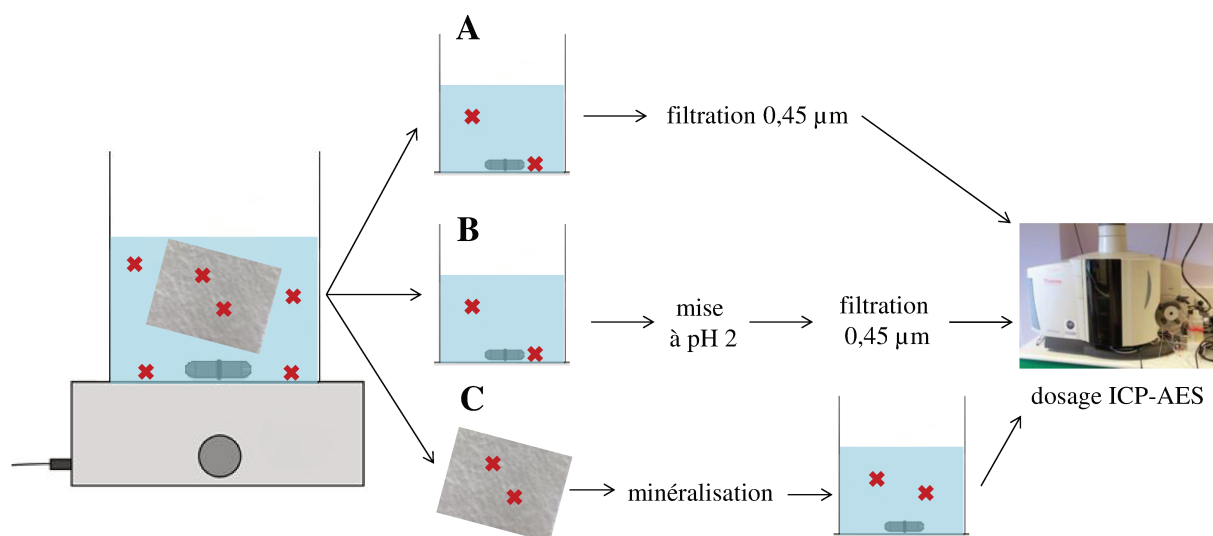 A
filtration 0,45 µm
B
mise
à pH 2
filtration
0,45 µm
dosage ICP-AES
C
minéralisation